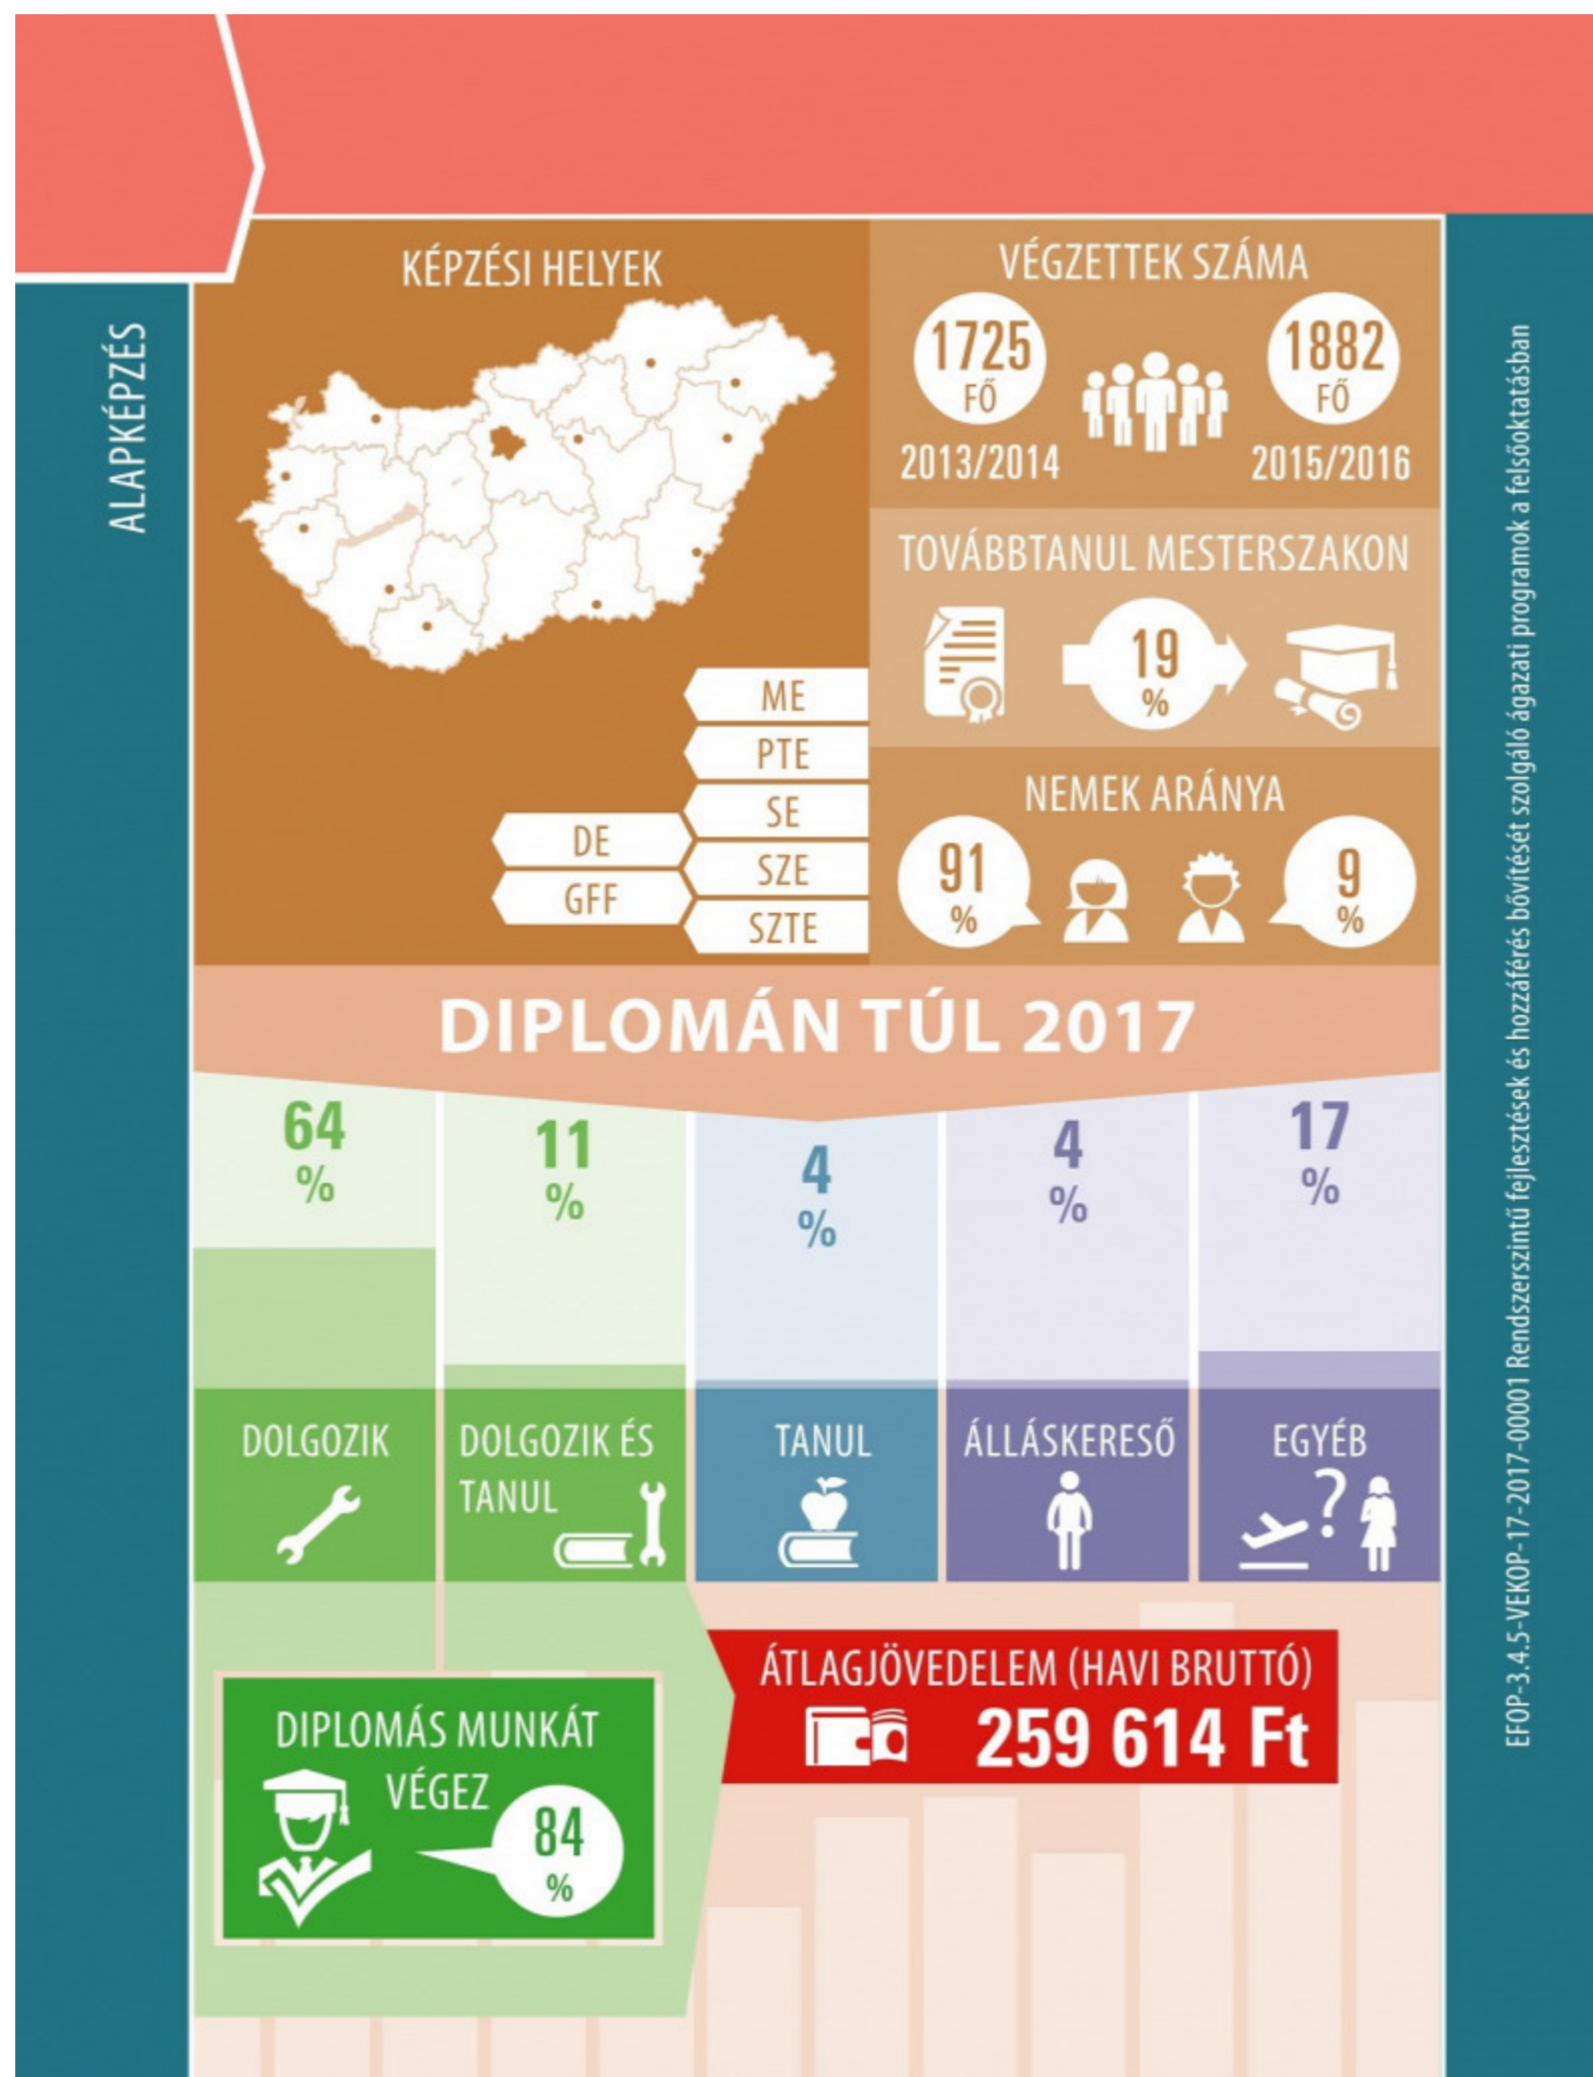 ALAPKÉPZÉS
KÉPZÉSI HELYEK
ME
PTE
SE
SZE
SZTE
DE
GFF
VÉGZETTEK SZÁMA
1725
FŐ
2013/2014
1882
FŐ
2015/2016
TOVÁBBTANUL MESTERSZAKON
19
%
NEMEK ARÁNYA
91
%
9
%
DIPLOMÁN TÚL 2017
64
%
11
%
4
%
4
%
17
%
DOLGOZIK
DOLGOZIK ÉS
TANUL
TANUL
ÁLLÁSKERESŐ
EGYÉB
?
DIPLOMÁS MUNKÁT
VÉGEZ
84
%
ÁTLAGJÖVEDELEM (HAVI BRUTTÓ)
259 614 Ft
EFOP-3.4.5-VEKOP-17-2017-00001 Rendszerszintű fejlesztések és hozzáférés bővítését szolgáló ágazati programok a felsőoktatásban